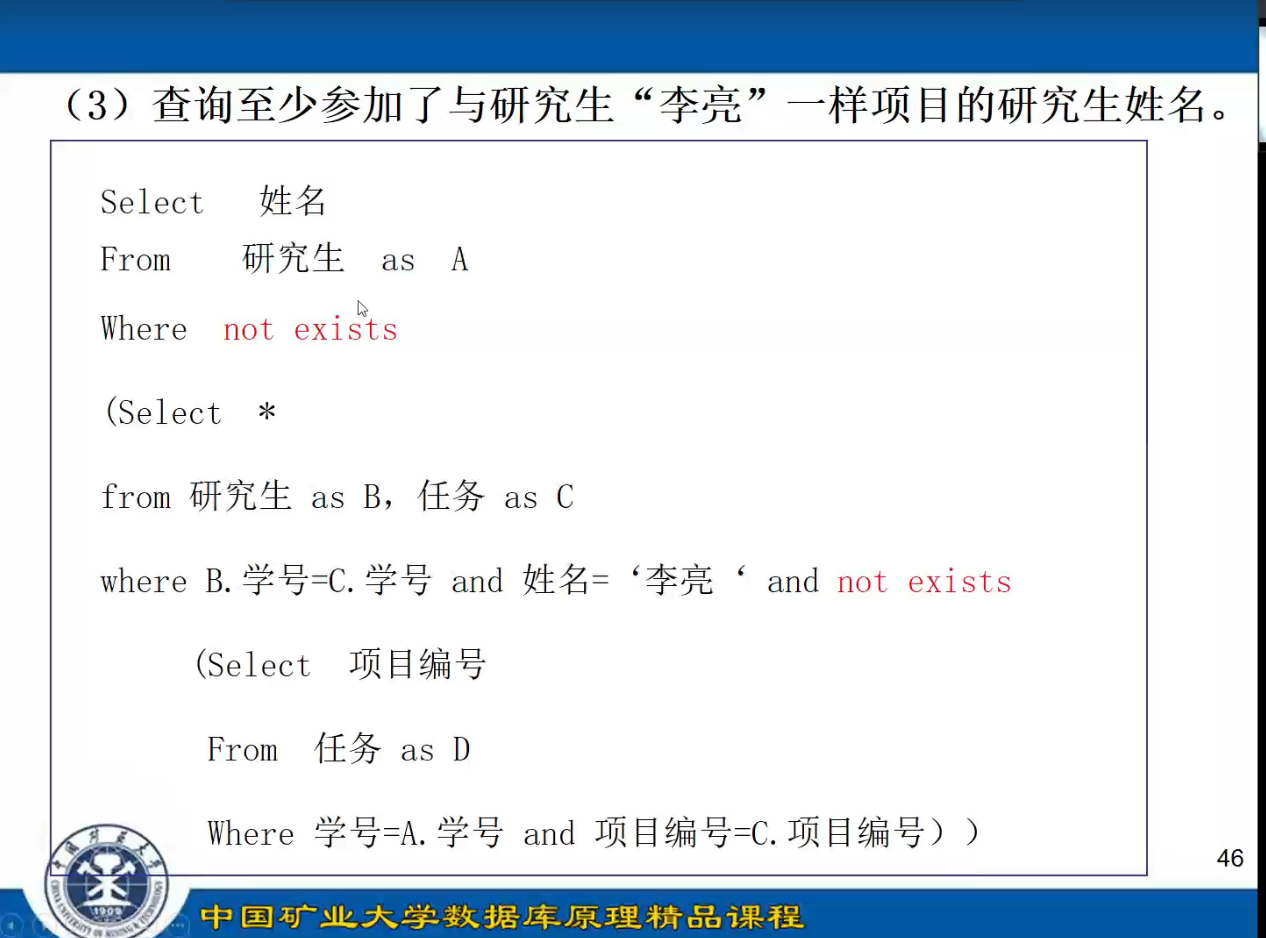 （3）查询至少参加了与研究生“李亮”一样项目的研究生姓名。
Select 姓名
From 研究生 as A
Where not exists
(Select *
from 研究生 as B，任务 as C
where B.学号=C.学号 and 姓名=‘李亮‘ and not exists
(Select 项目编号
From 任务 as D
Where 学号=A.学号 and 项目编号=C.项目编号））
46
中国矿业大学数据库原理精品课程
1909